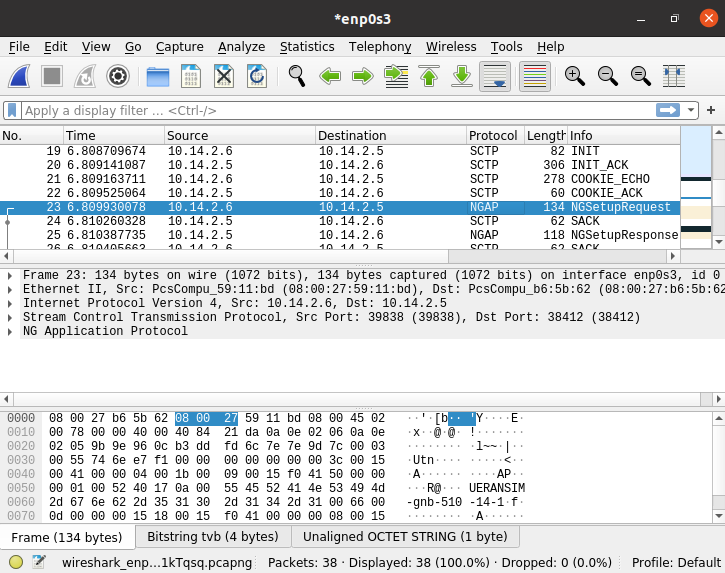 *enp0s3
File Edit View Go Capture Analyze Statistics Telephony Wireless Tools Help
Apply a display filter ... <Ctrl-/>
No. Time Source Destination Protocol Length Info
19 6.808709674 10.14.2.6 10.14.2.5 SCTP 82 INIT
20 6.809141087 10.14.2.5 10.14.2.6 SCTP 306 INIT_ACK
21 6.809163711 10.14.2.6 10.14.2.5 SCTP 278 COOKIE_ECHO
22 6.809525064 10.14.2.5 10.14.2.6 SCTP 60 COOKIE_ACK
23 6.809930078 10.14.2.6 10.14.2.5 NGAP 134 NGSetupRequest
24 6.810260328 10.14.2.5 10.14.2.6 SCTP 62 SACK
25 6.810387735 10.14.2.5 10.14.2.6 NGAP 118 NGSetupResponse
26 6.810405663 10.14.2.6 10.14.2.5 SCTP 62 SACK
Frame 23: 134 bytes on wire (1072 bits), 134 bytes captured (1072 bits) on interface enp0s3, id 0
Ethernet II, Src: PcsCompu_59:11:bd (08:00:27:59:11:bd), Dst: PcsCompu_b6:5b:62 (08:00:27:b6:5b:62
Internet Protocol Version 4, Src: 10.14.2.6, Dst: 10.14.2.5
Stream Control Transmission Protocol, Src Port: 39838 (39838), Dst Port: 38412 (38412)
NG Application Protocol
0000 08 00 27 b6 5b 62 08 00 27 59 11 bd 08 00 45 02 ··'·[b·· 'Y····E·
0010 00 78 00 00 40 00 40 84 21 da 0a 0e 02 06 0a 0e ·x··@·@· !·······
0020 02 05 9b 9e 96 0c b3 dd fd 6c 7e 7e 9d 7c 00 03 ········ ·l~~·|··
0030 00 55 74 6e e7 f1 00 00 00 00 00 00 3c 00 15 ·Utn···· ····<··
0040 00 41 00 00 04 00 1b 00 09 00 15 f0 41 50 00 03 ·A······ ····AP··
0050 00 01 00 52 40 17 0a 00 55 45 52 41 4e 53 49 4d ···R@··· UERANSIM
0060 2d 67 6e 62 2d 35 31 30 2d 31 34 2d 31 00 66 00 -gnb-510 -14-1·f·
0070 0d 00 00 00 15 18 00 15 f0 41 00 00 00 08 00 15 ········ ·A······
Frame (134 bytes) Bitstring tvb (4 bytes) Unaligned OCTET STRING (1 byte)
wireshark_enp...1kTqsq.pcapng Packets: 38 · Displayed: 38 (100.0%) · Dropped: 0 (0.0%) Profile: Default